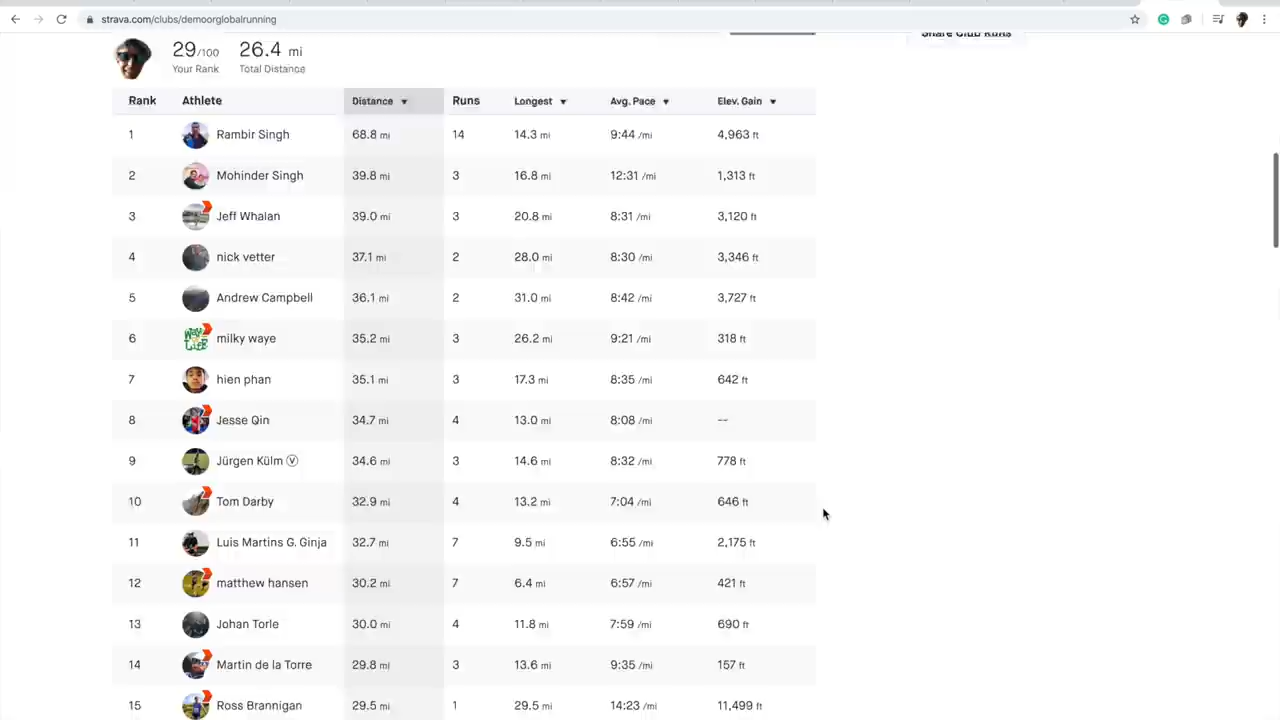 strava.com/clubs/demoorglobalrunning
Share Club Runs
29/100 26.4 mi
Your Rank Total Distance
Rank Athlete Distance ▼ Runs Longest ▼ Avg. Pace ▼ Elev. Gain ▼
1 Rambir Singh 68.8 mi 14 14.3 mi 9:44 /mi 4,963 ft
2 Mohinder Singh 39.8 mi 3 16.8 mi 12:31 /mi 1,313 ft
3 Jeff Whalan 39.0 mi 3 20.8 mi 8:31 /mi 3,120 ft
4 nick vetter 37.1 mi 2 28.0 mi 8:30 /mi 3,346 ft
5 Andrew Campbell 36.1 mi 2 31.0 mi 8:42 /mi 3,727 ft
6 milky waye 35.2 mi 3 26.2 mi 9:21 /mi 318 ft
7 hien phan 35.1 mi 3 17.3 mi 8:35 /mi 642 ft
8 Jesse Qin 34.7 mi 4 13.0 mi 8:08 /mi --
9 Jürgen Külm Ⓥ 34.6 mi 3 14.6 mi 8:32 /mi 778 ft
10 Tom Darby 32.9 mi 4 13.2 mi 7:04 /mi 646 ft
11 Luis Martins G. Ginja 32.7 mi 7 9.5 mi 6:55 /mi 2,175 ft
12 matthew hansen 30.2 mi 7 6.4 mi 6:57 /mi 421 ft
13 Johan Torle 30.0 mi 4 11.8 mi 7:59 /mi 690 ft
14 Martin de la Torre 29.8 mi 3 13.6 mi 9:35 /mi 157 ft
15 Ross Brannigan 29.5 mi 1 29.5 mi 14:23 /mi 11,499 ft